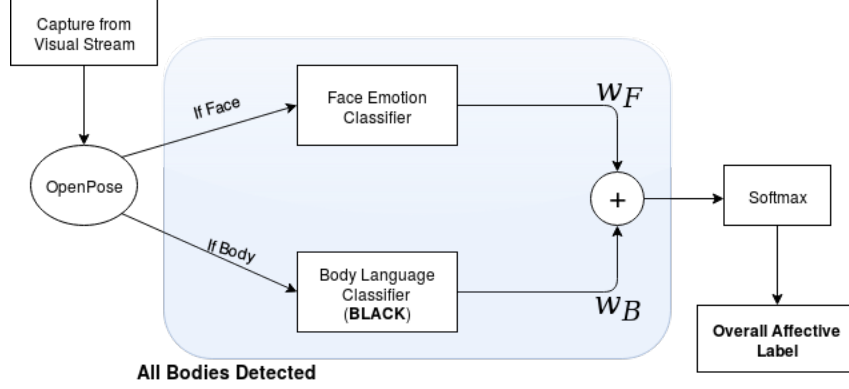 Capture from
Visual Stream
OpenPose
If Face
Face Emotion
Classifier
w_F
If Body
Body Language
Classifier
(BLACK)
w_B
+
Softmax
Overall Affective
Label
All Bodies Detected